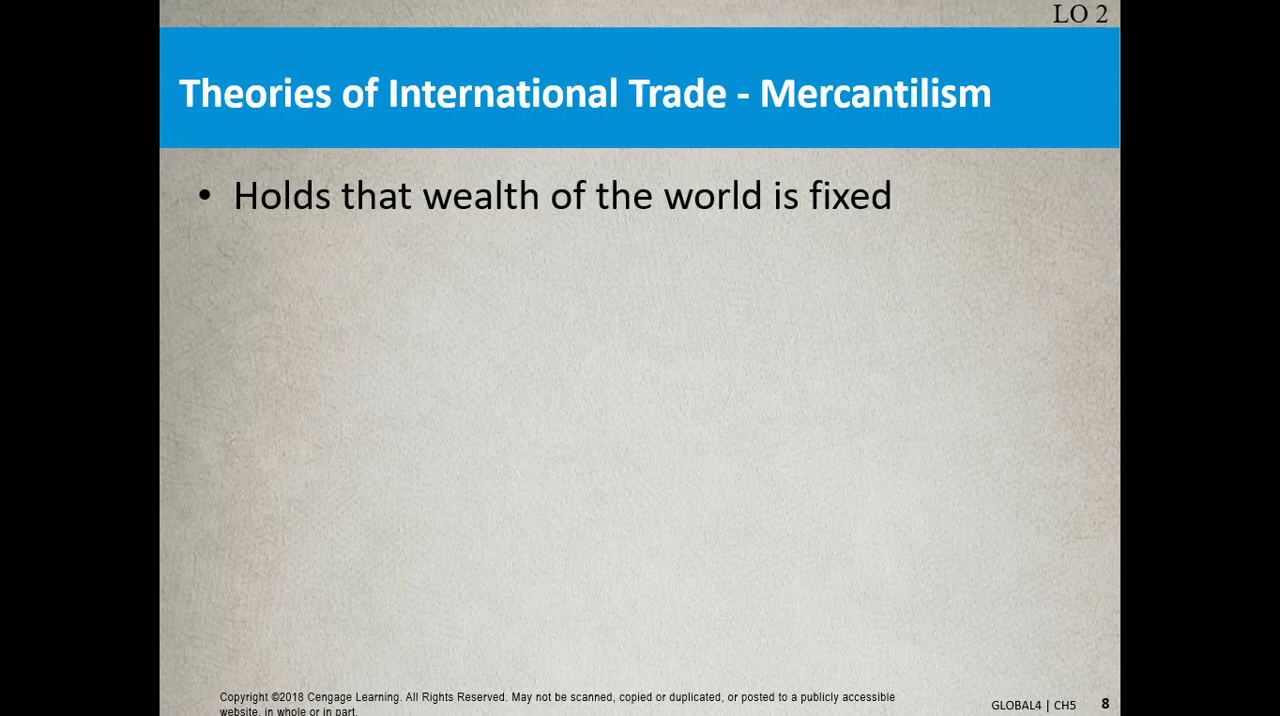 LO 2
Theories of International Trade - Mercantilism
• Holds that wealth of the world is fixed
Copyright ©2018 Cengage Learning. All Rights Reserved. May not be scanned, copied or duplicated, or posted to a publicly accessible
website, in whole or in part.
GLOBAL4 | CH5 8